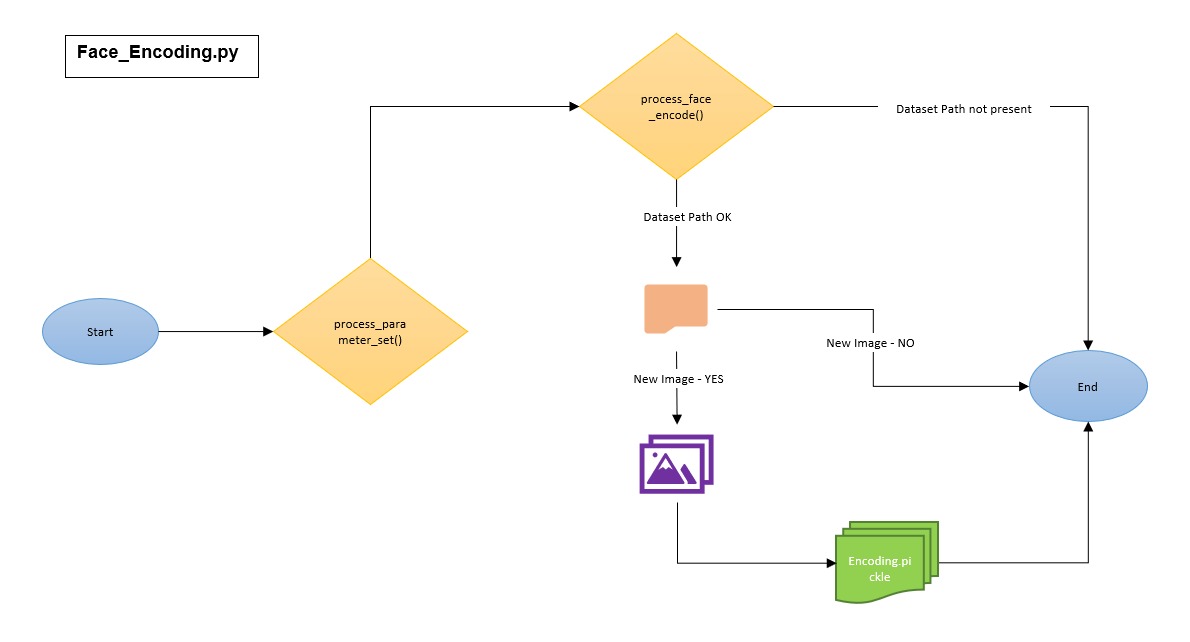 Face_Encoding.py
process_face
_encode()
Dataset Path not present
Dataset Path OK
process_para
meter_set()
Start
New Image - NO
New Image - YES
End
Encoding.pi
ckle